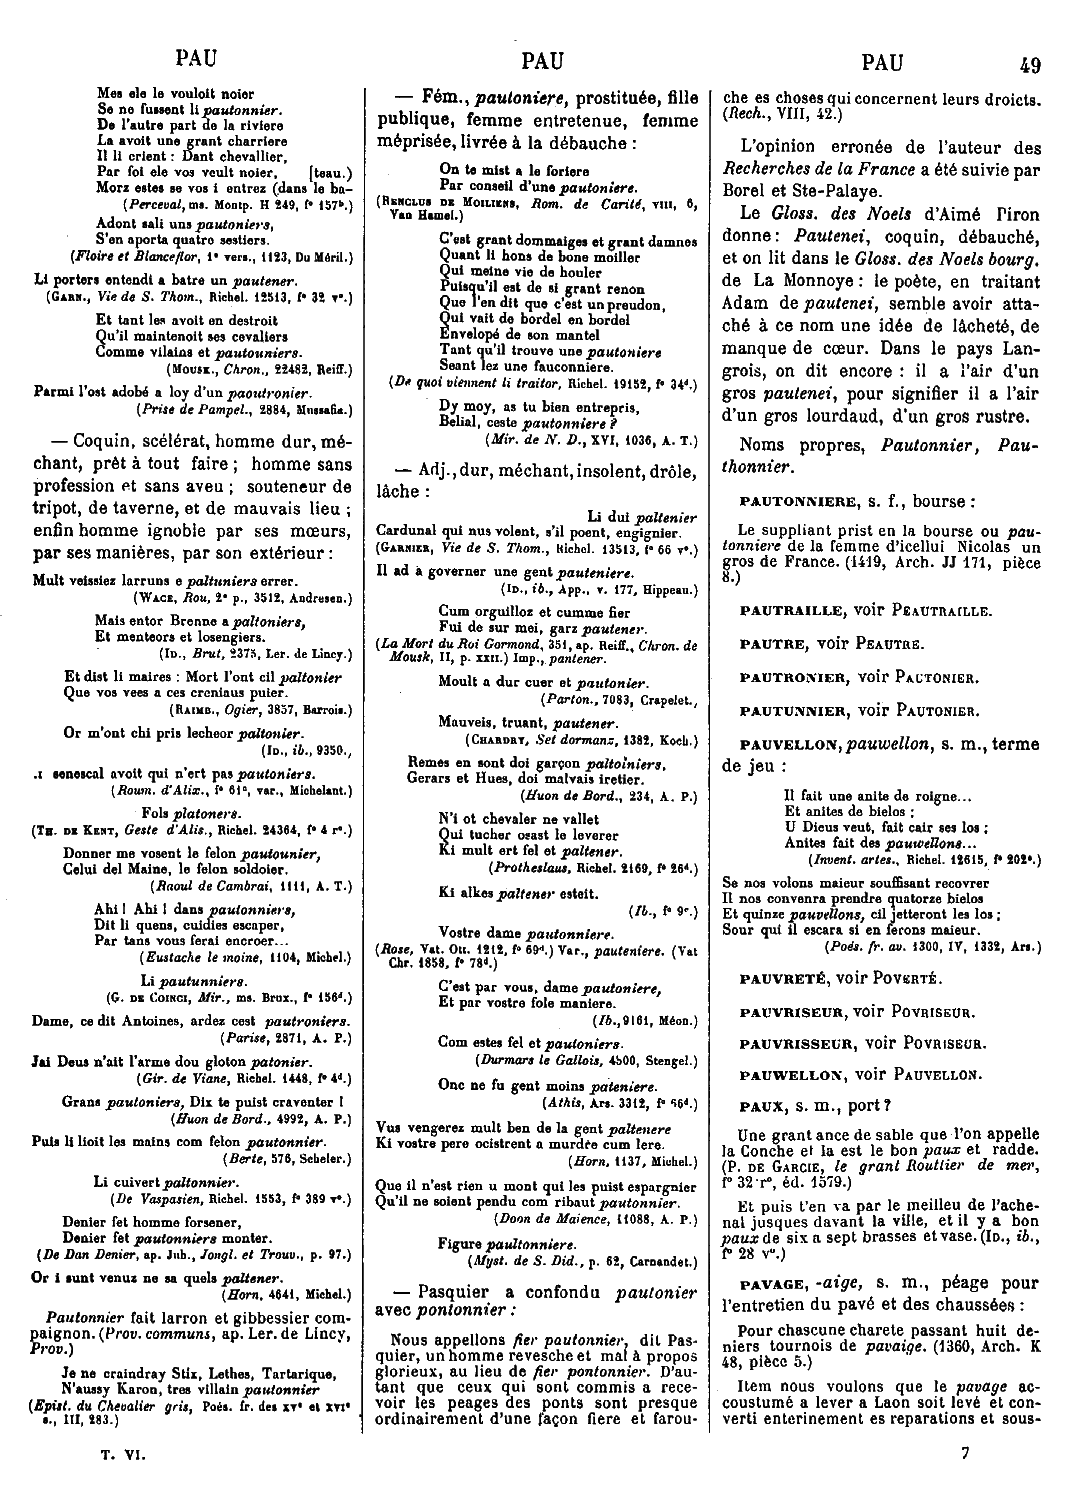 PAU
Mes ele le vouloit noier
Se ne fussent li pautonnier.
De l'autre part de la riviere
La avoit une grant charriere
Il li crient : Dant chevallier,
Par foi ele vos veult noier, [teau.)
Morz estes se vos i entrez (dans le ba-
(Perceval, ms. Montp. H 249, f° 157b.)
Adont sali uns pautoniers,
S'en aporta quatre sestiers.
(Floire et Blanceflor, 1e vers., 1123, Du Méril.)
Li porters entendi a batre un pautener.
(GARN., Vie de S. Thom., Richel. 12513, f° 32 v°.)
Et tant les avoit en destroit
Qu'il maintenoit ses cevaliers
Comme vilains et pautouniers.
(MOUSK., Chron., 22482, Reiff.)
Parmi l'ost adobé a loy d'un paoutronier.
(Prise de Pampel., 2884, Mussafia.)
— Coquin, scélérat, homme dur, mé-
chant, prêt à tout faire ; homme sans
profession et sans aveu ; souteneur de
tripot, de taverne, et de mauvais lieu ;
enfin homme ignoble par ses mœurs,
par ses manières, par son extérieur :
Mult veissiez larruns e paltuniers errer.
(WACE, Rou, 2e p., 3512, Andresen.)
Mais entor Brenne a paltoniers,
Et menteors et losengiers.
(ID., Brut, 2375, Ler. de Lincy.)
Et dist li maires : Mort l'ont cil paltonier
Que vos vees a ces creniaus puier.
(RAIMB., Ogier, 3857, Barrois.)
Or m'ont chi pris lecheor paltonier.
(ID., ib., 9350.,
.ı senescal avoit qui n'ert pas pautoniers.
(Roum. d'Alix., f° 61c, var., Michelant.)
Fols platoners.
(TH. DE KENT, Geste d'Alis., Richel. 24364, f° 4 r°.)
Donner me vosent le felon pautounier,
Celui del Maine, le felon soldoier.
(Raoul de Cambrai, 1111, A. T.)
Ahi ! Ahi ! dans pautonniers,
Dit li quens, cuidies escaper,
Par tans vous ferai encroer...
(Eustache le moine, 1104, Michel.)
Li pautunniers.
(G. DE COINCI, Mir., ms. Brux., f° 156d.)
Dame, ce dit Antoines, ardez cest pautroniers.
(Parise, 2871, A. P.)
Jai Deus n'ait l'arme dou gloton patonier.
(Gir. de Viane, Richel. 1448, f° 4d.)
Grans pautoniers, Dix te puist craventer !
(Huon de Bord., 4992, A. P.)
Puis li lioit les mains com felon pautonnier.
(Berte, 576, Scheler.)
Li cuivert paltonnier.
(De Vaspasien, Richel. 1553, f° 389 v°.)
Denier fet homme forsener,
Denier fet pautonniers monter.
(De Dan Denier, ap. Jub., Jongl. et Trouv., p. 97.)
Or i sunt venuz ne sa quels paltener.
(Horn, 4641, Michel.)
Pautonnier fait larron et gibbessier com-
paignon. (Prov. communs, ap. Ler. de Lincy,
Prov.)
Je ne craindray Stix, Lethes, Tartarique,
N'aussy Karon, tres villain pautonnier
(Epist. du Chevalier gris, Poés. fr. des XVe et XVIe
s., III, 283.)
T. VI.
PAU
— Fém., pautoniere, prostituée, fille
publique, femme entretenue, femme
méprisée, livrée à la débauche :
On te mist a le foriere
Par conseil d'une pautoniere.
(RENCLUS DE MOILIENS, Rom. de Carité, VIII, 6,
Van Hamel.)
C'est grant dommaiges et grant damnes
Quant li hons de bone moiller
Qui meine vie de houler
Puisqu'il est de si grant renon
Que l'en dit que c'est un preudon,
Qui vait de bordel en bordel
Envelopé de son mantel
Tant qu'il trouve une pautoniere
Seant lez une fauconniere.
(De quoi viennent li traitor, Richel. 19152, f° 34d.)
Dy moy, as tu bien entrepris,
Belial, ceste pautonniere ?
(Mir. de N. D., XVI, 1036, A. T.)
— Adj., dur, méchant, insolent, drôle,
lâche :
Li dui paltenier
Cardunal qui nus volent, s'il poent, engignier.
(GARNIER, Vie de S. Thom., Richel. 13513, f° 66 v°.)
Il ad à governer une gent pauteniere.
(ID., ib., App., v. 177, Hippeau.)
Cum orguilloz et cumme fier
Fui de sur mei, garz pautener.
(La Mort du Roi Gormond, 351, ap. Reiff., Chron. de
Mousk, II, p. XXII.) Imp., pantener.
Moult a dur cuer et pautonier.
(Parton., 7083, Crapelet.,
Mauveis, truant, pautener.
(CHARDRY, Set dormanz, 1382, Koch.)
Remes en sont doi garçon paltoiniers,
Gerars et Hues, doi malvais iretier.
(Huon de Bord., 234, A. P.)
N'i ot chevaler ne vallet
Qui tucher osast le leverer
Ki mult ert fel et paltener.
(Protheslaus, Richel. 2169, f° 26d.)
Ki alkes paltener esteit.
(Ib., f° 9c.)
Vostre dame pautonniere.
(Rose, Vat. Ott. 1212, f° 69d.) Var., pauteniere. (Vat
Chr. 1858, f° 78d.)
C'est par vous, dame pautoniere,
Et par vostre fole maniere.
(Ib., 9161, Méon.)
Com estes fel et pautoniers.
(Durmars le Gallois, 4500, Stengel.)
Onc ne fu gent moins pateniere.
(Athis, Ars. 3312, f° 56d.)
Vus vengerez mult ben de la gent paltenere
Ki vostre pere ocistrent a murdre cum lere.
(Horn, 1137, Michel.)
Que il n'est rien u mont qui les puist espargnier
Qu'il ne soient pendu com ribaut pautonnier.
(Doon de Maience, 11088, A. P.)
Figure paultonniere.
(Myst. de S. Did., p. 62, Carnandet.)
— Pasquier a confondu pautonier
avec pontonnier :
Nous appellons fier pautonnier, dit Pas-
quier, un homme revesche et mal à propos
glorieux, au lieu de fier pontonnier. D'au-
tant que ceux qui sont commis a rece-
voir les peages des ponts sont presque
ordinairement d'une façon fiere et farou-
PAU 49
che es choses qui concernent leurs droicts.
(Rech., VIII, 42.)
L'opinion erronée de l'auteur des
Recherches de la France a été suivie par
Borel et Ste-Palaye.
Le Gloss. des Noels d'Aimé Piron
donne : Pautenei, coquin, débauché,
et on lit dans le Gloss. des Noels bourg.
de La Monnoye : le poète, en traitant
Adam de pautenei, semble avoir atta-
ché à ce nom une idée de lâcheté, de
manque de cœur. Dans le pays Lan-
grois, on dit encore : il a l'air d'un
gros pautenei, pour signifier il a l'air
d'un gros lourdaud, d'un gros rustre.
Noms propres, Pautonnier, Pau-
thonnier.
PAUTONNIERE, s. f., bourse :
Le suppliant prist en la bourse ou pau-
tonniere de la femme d'icellui Nicolas un
gros de France. (1419, Arch. JJ 171, pièce
8.)
PAUTRAILLE, voir PEAUTRAILLE.
PAUTRE, voir PEAUTRE.
PAUTRONIER, voir PAUTONIER.
PAUTUNNIER, voir PAUTONIER.
PAUVELLON, pauwellon, s. m., terme
de jeu :
Il fait une anite de roigne...
Et anites de bielos ;
U Dieus veut, fait cair ses los ;
Anites fait des pauwellons...
(Invent. artes., Richel. 12615, f° 202c.)
Se nos volons maieur souffisant recovrer
Il nos convenra prendre quatorze bielos
Et quinze pauvellons, cil jetteront les los ;
Sour qui il escara si en ferons maieur.
(Poés. fr. av. 1300, IV, 1332, Ars.)
PAUVRETÉ, voir POVERTÉ.
PAUVRISEUR, voir POVRISEUR.
PAUVRISSEUR, voir POVRISEUR.
PAUWELLON, voir PAUVELLON.
PAUX, s. m., port ?
Une grant ance de sable que l'on appelle
la Conche et la est le bon paux et radde.
(P. DE GARCIE, le grant Routtier de mer,
f° 32 r°, éd. 1579.)
Et puis t'en va par le meilleu de l'ache-
nal jusques davant la ville, et il y a bon
paux de six a sept brasses et vase. (ID., ib.,
f° 28 v°.)
PAVAGE, -aige, s. m., péage pour
l'entretien du pavé et des chaussées :
Pour chascune charete passant huit de-
niers tournois de pavaige. (1360, Arch. K
48, pièce 5.)
Item nous voulons que le pavage ac-
coustumé a lever a Laon soit levé et con-
verti enterinement es reparations et sous-
7